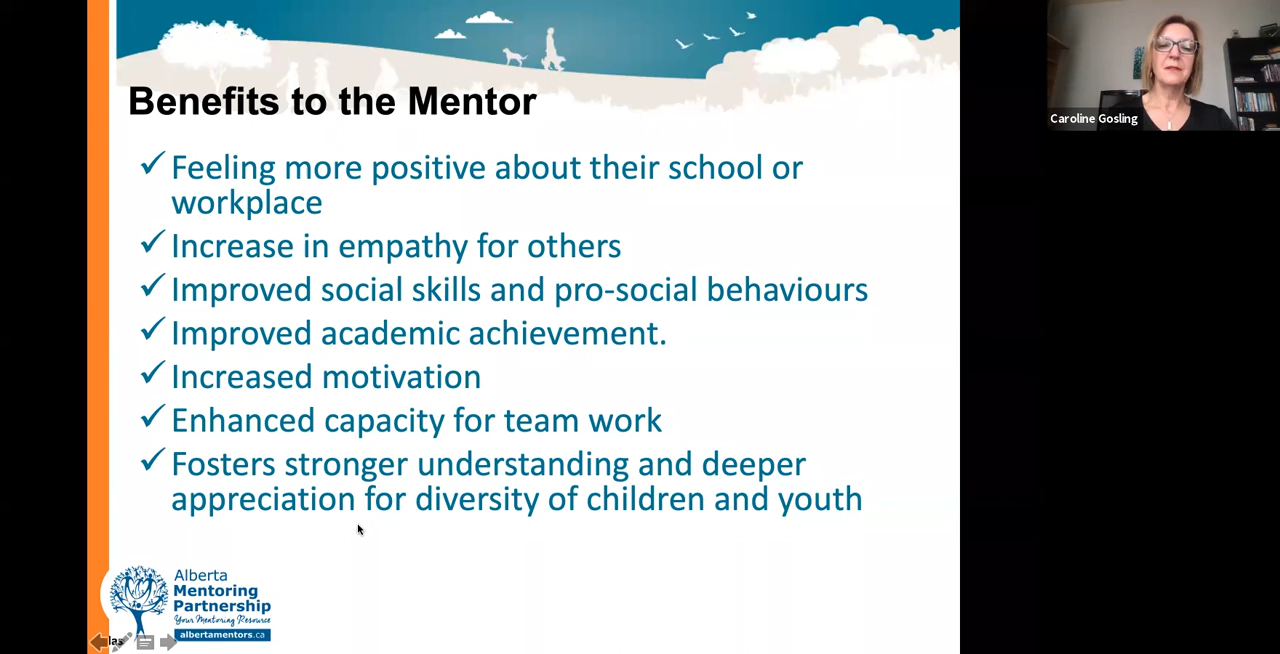 Benefits to the Mentor
✓ Feeling more positive about their school or
workplace
✓ Increase in empathy for others
✓ Improved social skills and pro-social behaviours
✓ Improved academic achievement.
✓ Increased motivation
✓ Enhanced capacity for team work
✓ Fosters stronger understanding and deeper
appreciation for diversity of children and youth
Alberta
Mentoring
Partnership
Your Mentoring Resource
albertamentors.ca
Caroline Gosling